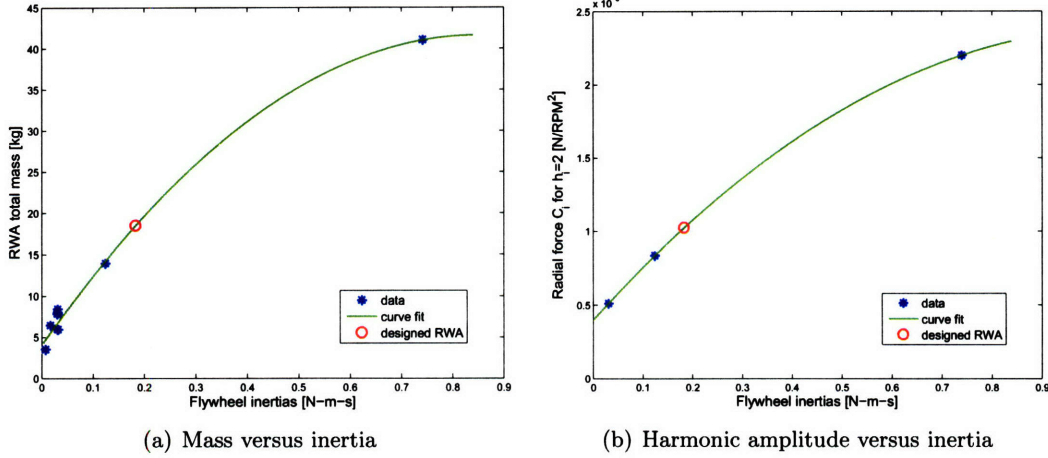 45
40
35
30
25
20
15
10
5
0
RWA total mass [kg]
data
curve fit
designed RWA
0 0.1 0.2 0.3 0.4 0.5 0.6 0.7 0.8 0.9
Flywheel inertias [N-m-s]
(a) Mass versus inertia
2.5
2
1.5
1
0.5
0
Radial force C_i for h_i=2 [N/RPM^2]
data
curve fit
designed RWA
0 0.1 0.2 0.3 0.4 0.5 0.6 0.7 0.8 0.9
Flywheel inertias [N-m-s]
(b) Harmonic amplitude versus inertia